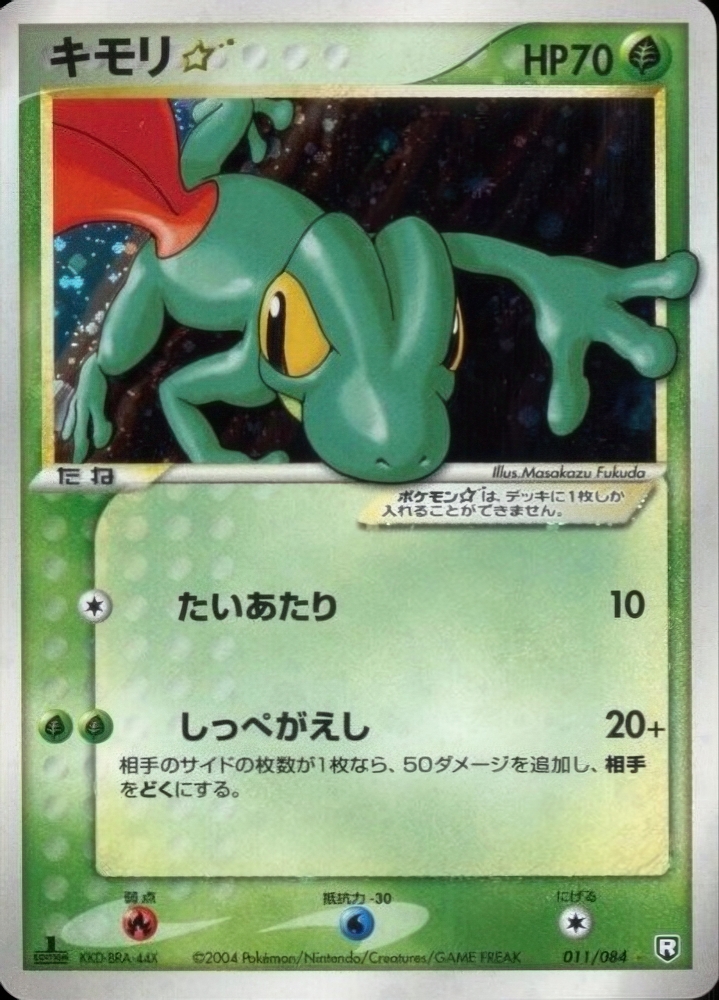 キモリ☆ HP70
たね
Illus.Masakazu Fukuda
ポケモン☆は、デッキに1枚しか
入れることができません。
たいあたり 10
しっぺがえし 20+
相手のサイドの枚数が1枚なら、50ダメージを追加し、相手
をどくにする。
弱点 抵抗力 -30 にげる
1 EDITION KKD-BRA-44X ©2004 Pokémon/Nintendo/Creatures/GAME FREAK 011/084 R